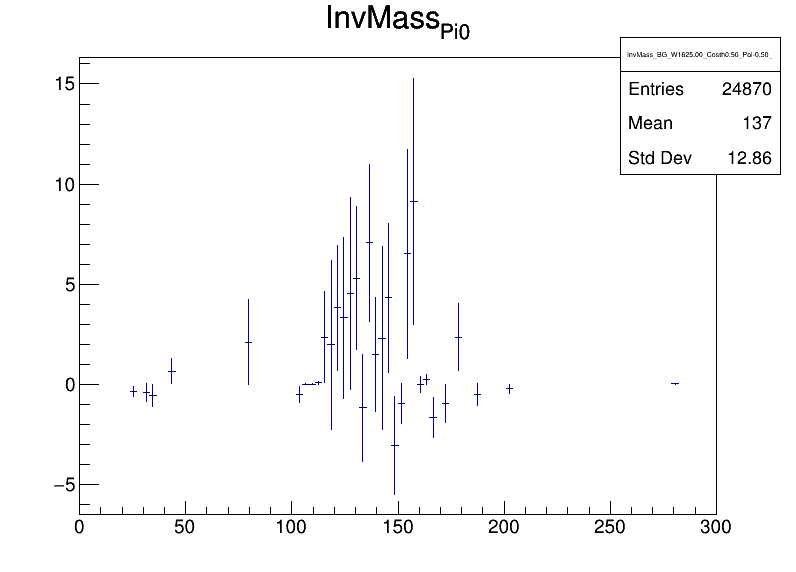 InvMass_Pi0
InvMass_BG_W1625.00_Costh0.50_Pol-0.50_
Entries 24870
Mean 137
Std Dev 12.86
15
10
5
0
−5
0 50 100 150 200 250 300